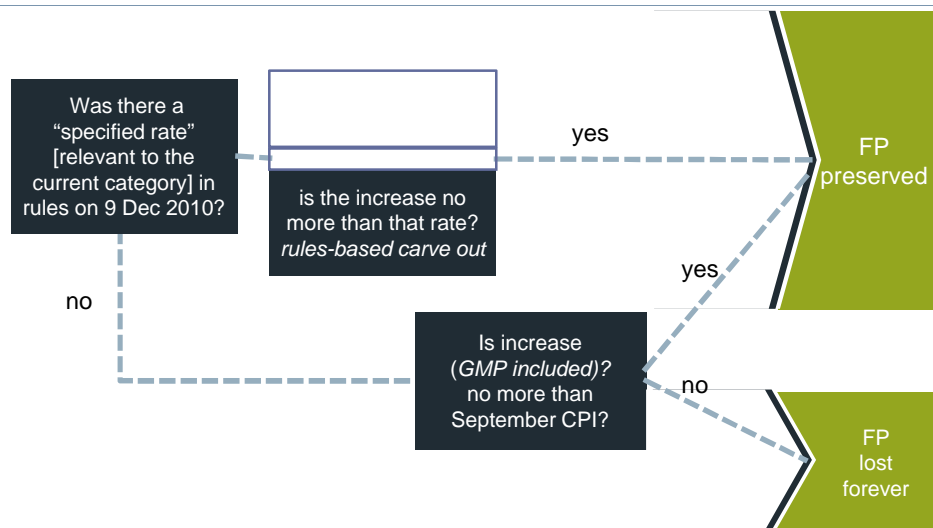 Was there a
“specified rate”
[relevant to the
current category] in
rules on 9 Dec 2010?
is the increase no
more than that rate?
rules-based carve out
yes
FP
preserved
no
yes
Is increase
(GMP included)?
no more than
September CPI?
no
FP
lost
forever